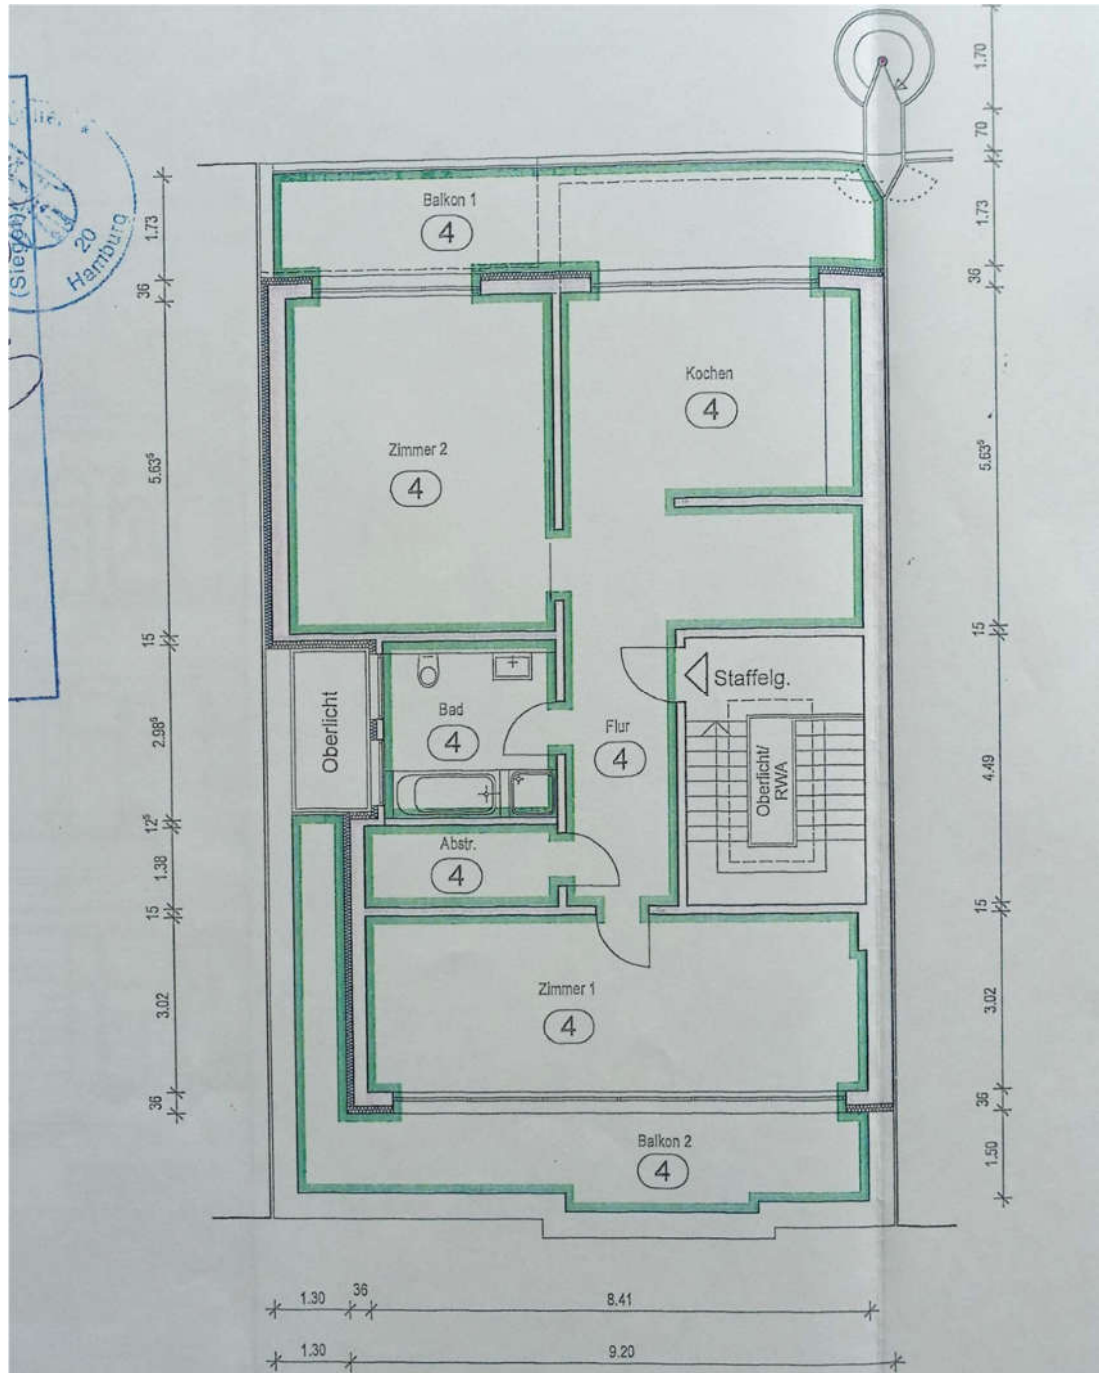 1.70
70
Balkon 1
4
1.73
1.73
20
Hamburg
36
36
Kochen
4
Zimmer 2
4
5.63⁵
5.63⁵
15
15
Oberlicht
Bad
4
Flur
4
Staffelg.
Oberlicht/
RWA
2.98⁵
4.49
12⁵
Abstr.
4
1.38
15
15
Zimmer 1
4
3.02
3.02
36
36
Balkon 2
4
1.50
1.30
36
8.41
1.30
9.20